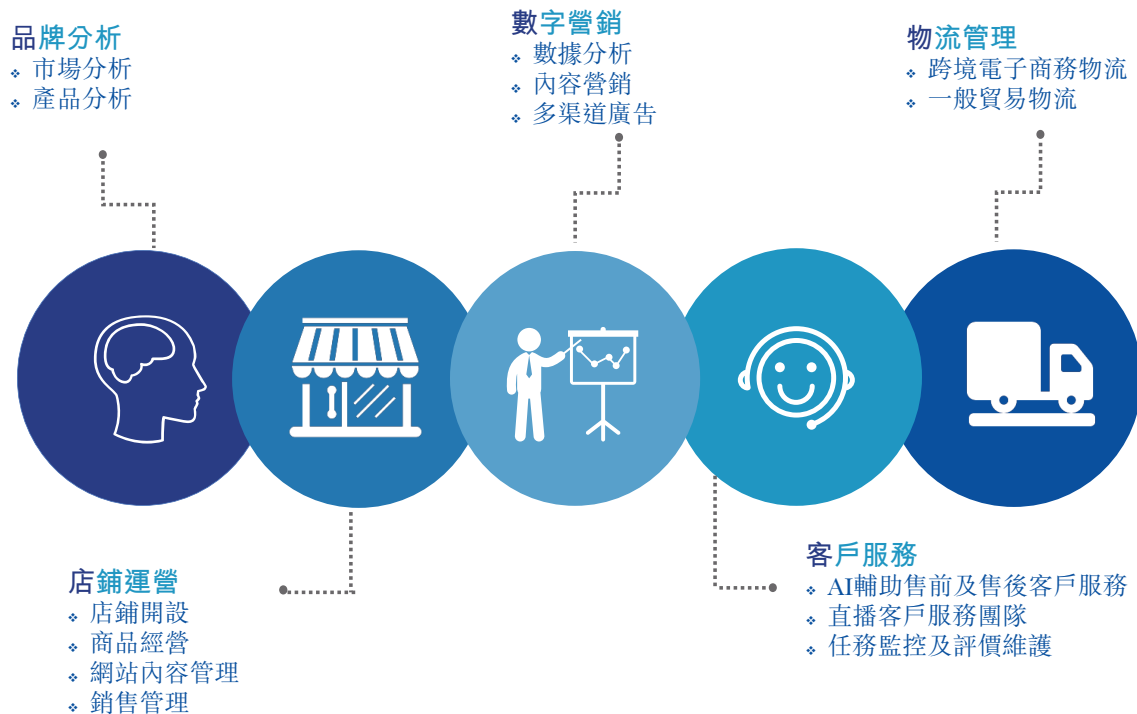 品牌分析
市場分析
產品分析
數字營銷
數據分析
內容營銷
多渠道廣告
物流管理
跨境電子商務物流
一般貿易物流
店鋪運營
店鋪開設
商品經營
網站內容管理
銷售管理
客戶服務
AI輔助售前及售後客戶服務
直播客戶服務團隊
任務監控及評價維護